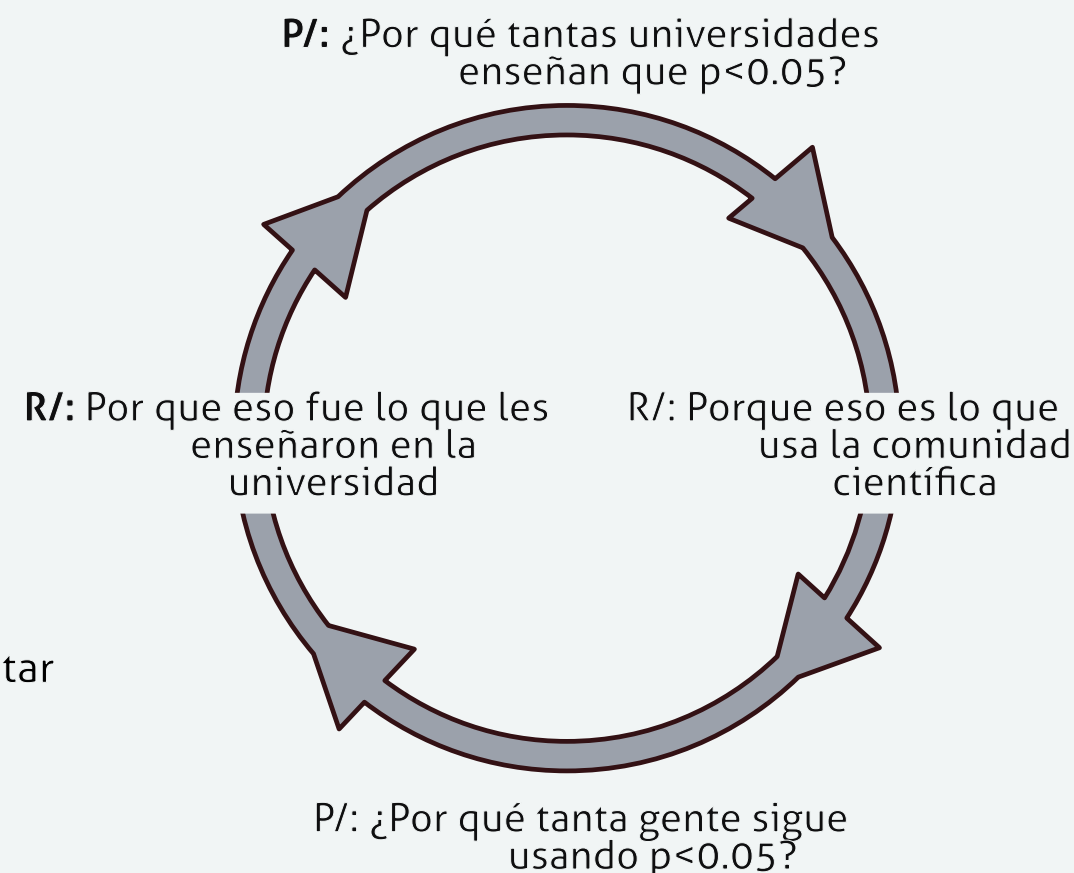 P/: ¿Por qué tantas universidades
enseñan que p<0.05?
R/: Por que eso fue lo que les
enseñaron en la
universidad
R/: Porque eso es lo que
usa la comunidad
científica
tar
P/: ¿Por qué tanta gente sigue
usando p<0.05?